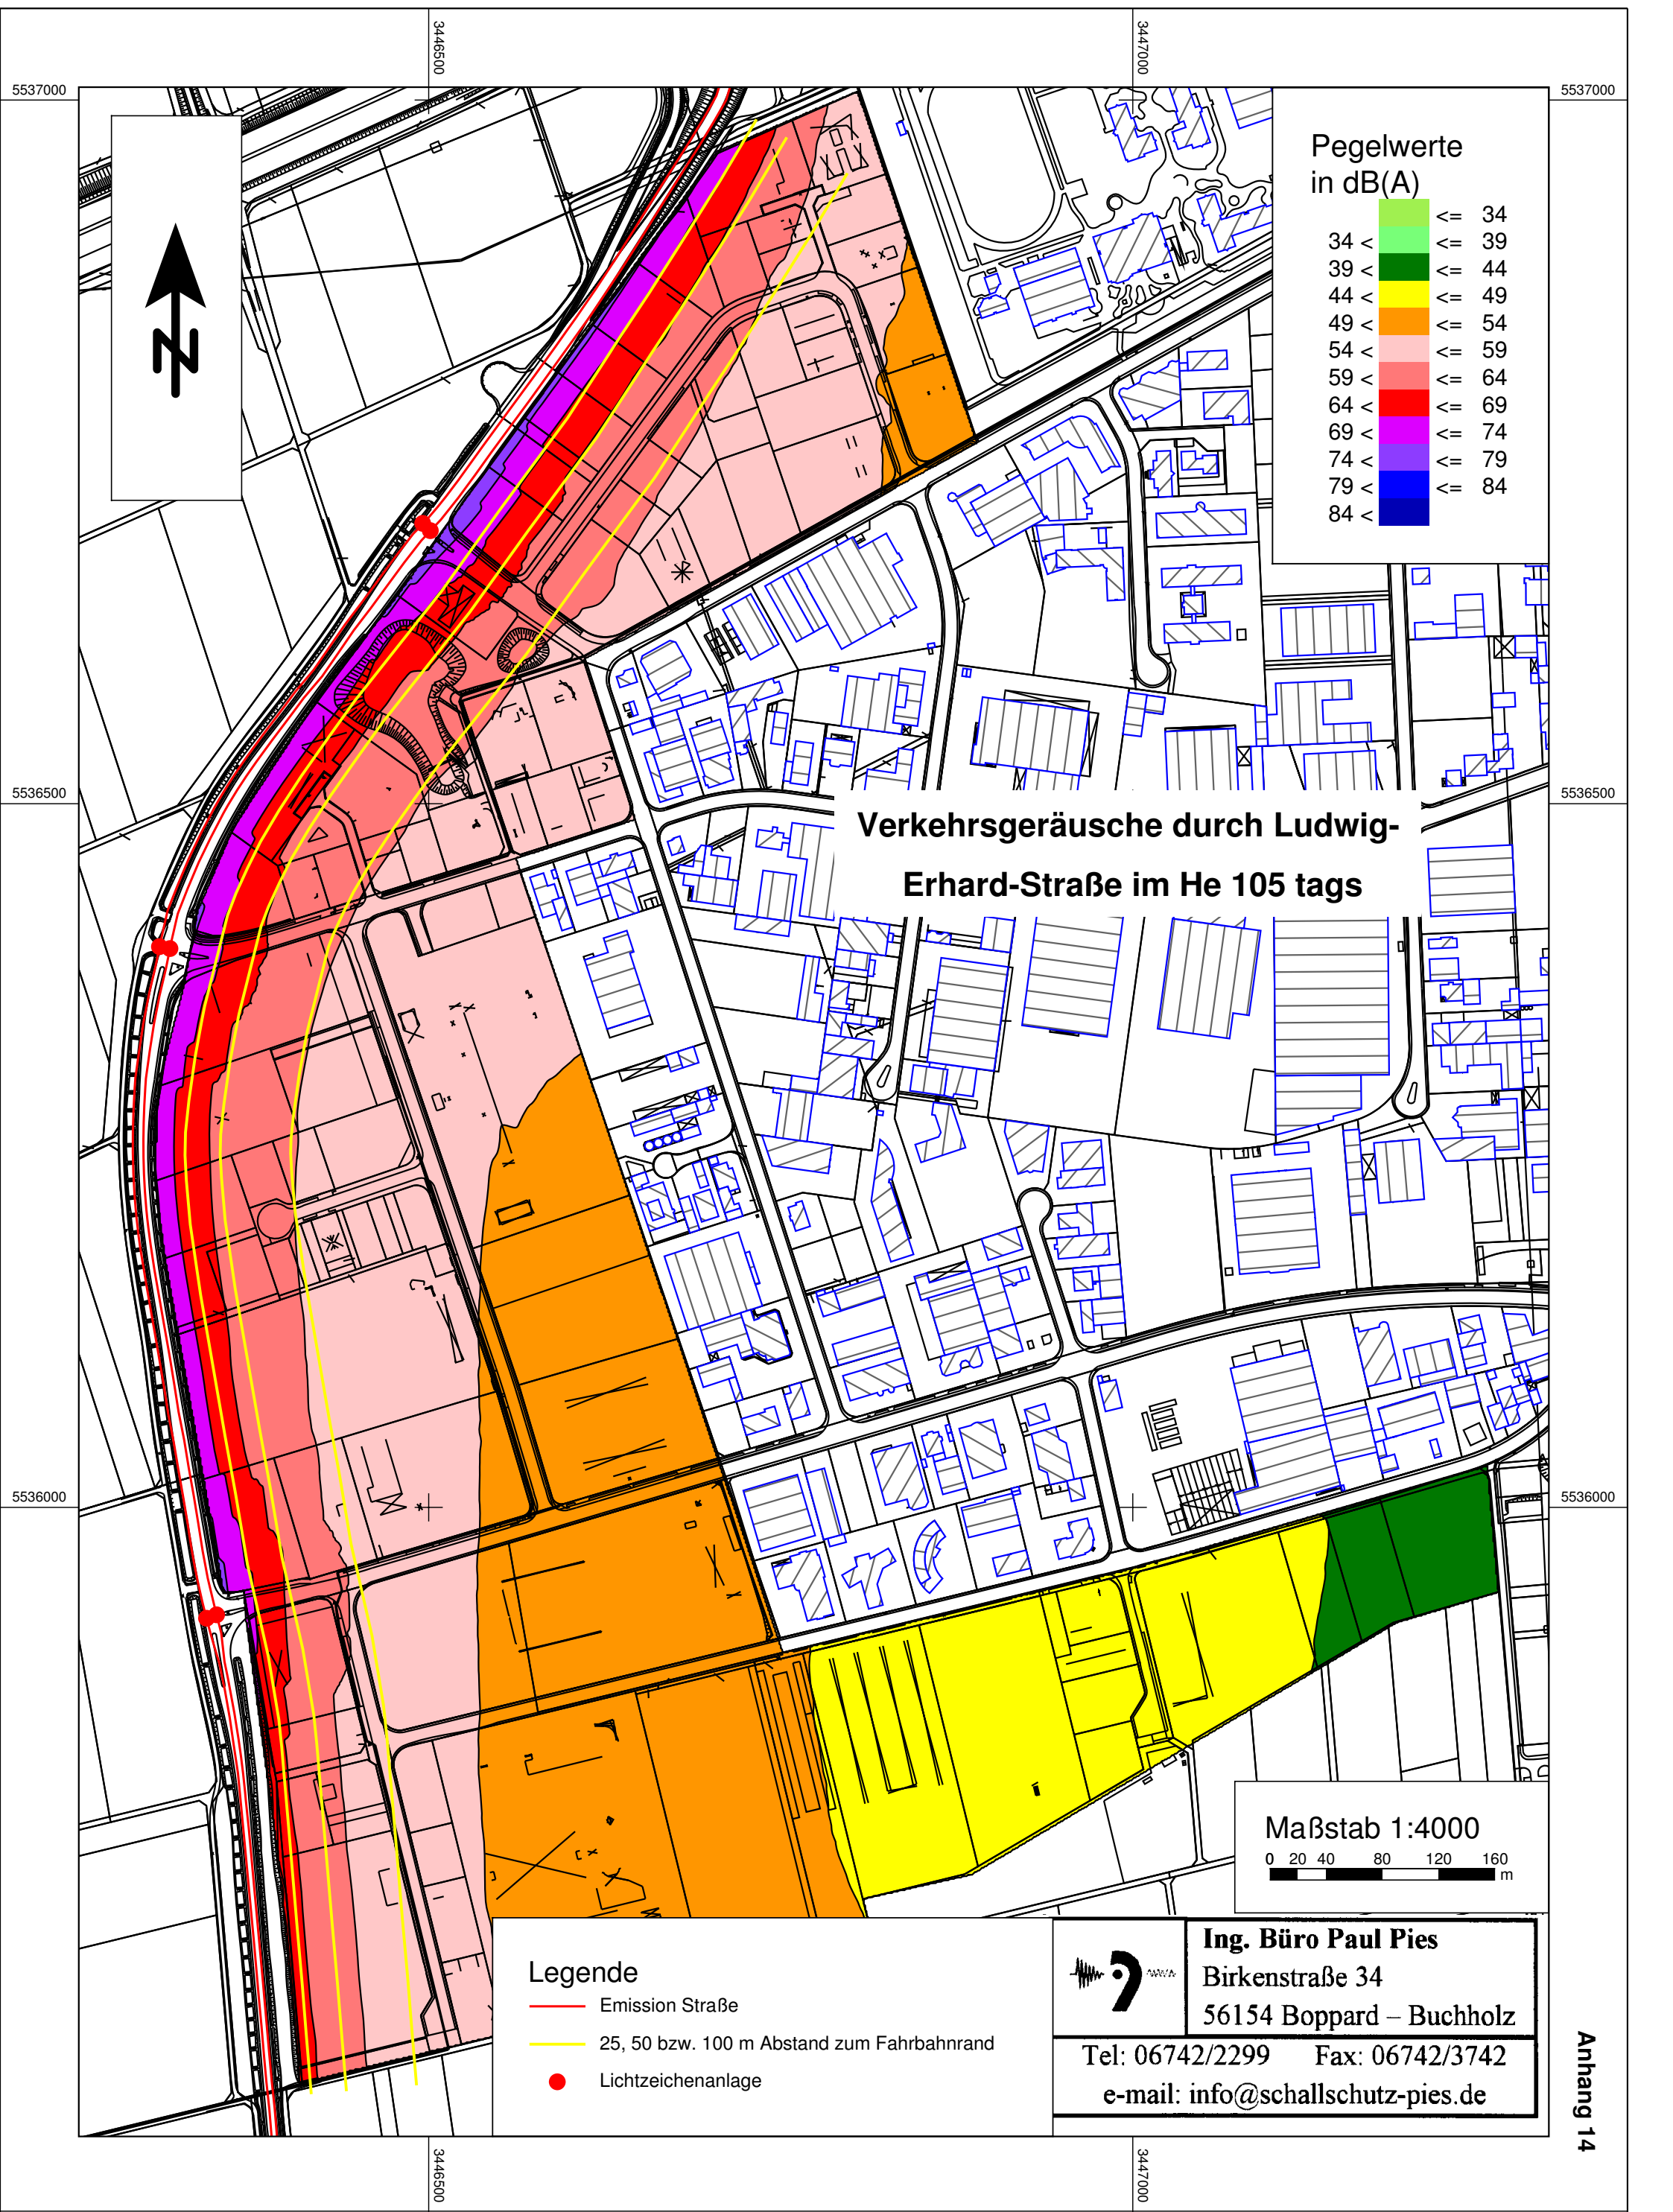 3446500
3447000
5537000
5537000
Pegelwerte
in dB(A)
<= 34
34 < <= 39
39 < <= 44
44 < <= 49
49 < <= 54
54 < <= 59
59 < <= 64
64 < <= 69
69 < <= 74
74 < <= 79
79 < <= 84
84 <
N
5536500
5536500
Verkehrsgeräusche durch Ludwig-
Erhard-Straße im He 105 tags
5536000
5536000
Maßstab 1:4000
0 20 40 80 120 160
m
Legende
Emission Straße
25, 50 bzw. 100 m Abstand zum Fahrbahnrand
Lichtzeichenanlage
Ing. Büro Paul Pies
Birkenstraße 34
56154 Boppard – Buchholz
Tel: 06742/2299 Fax: 06742/3742
e-mail: info@schallschutz-pies.de
Anhang 14
3446500
3447000